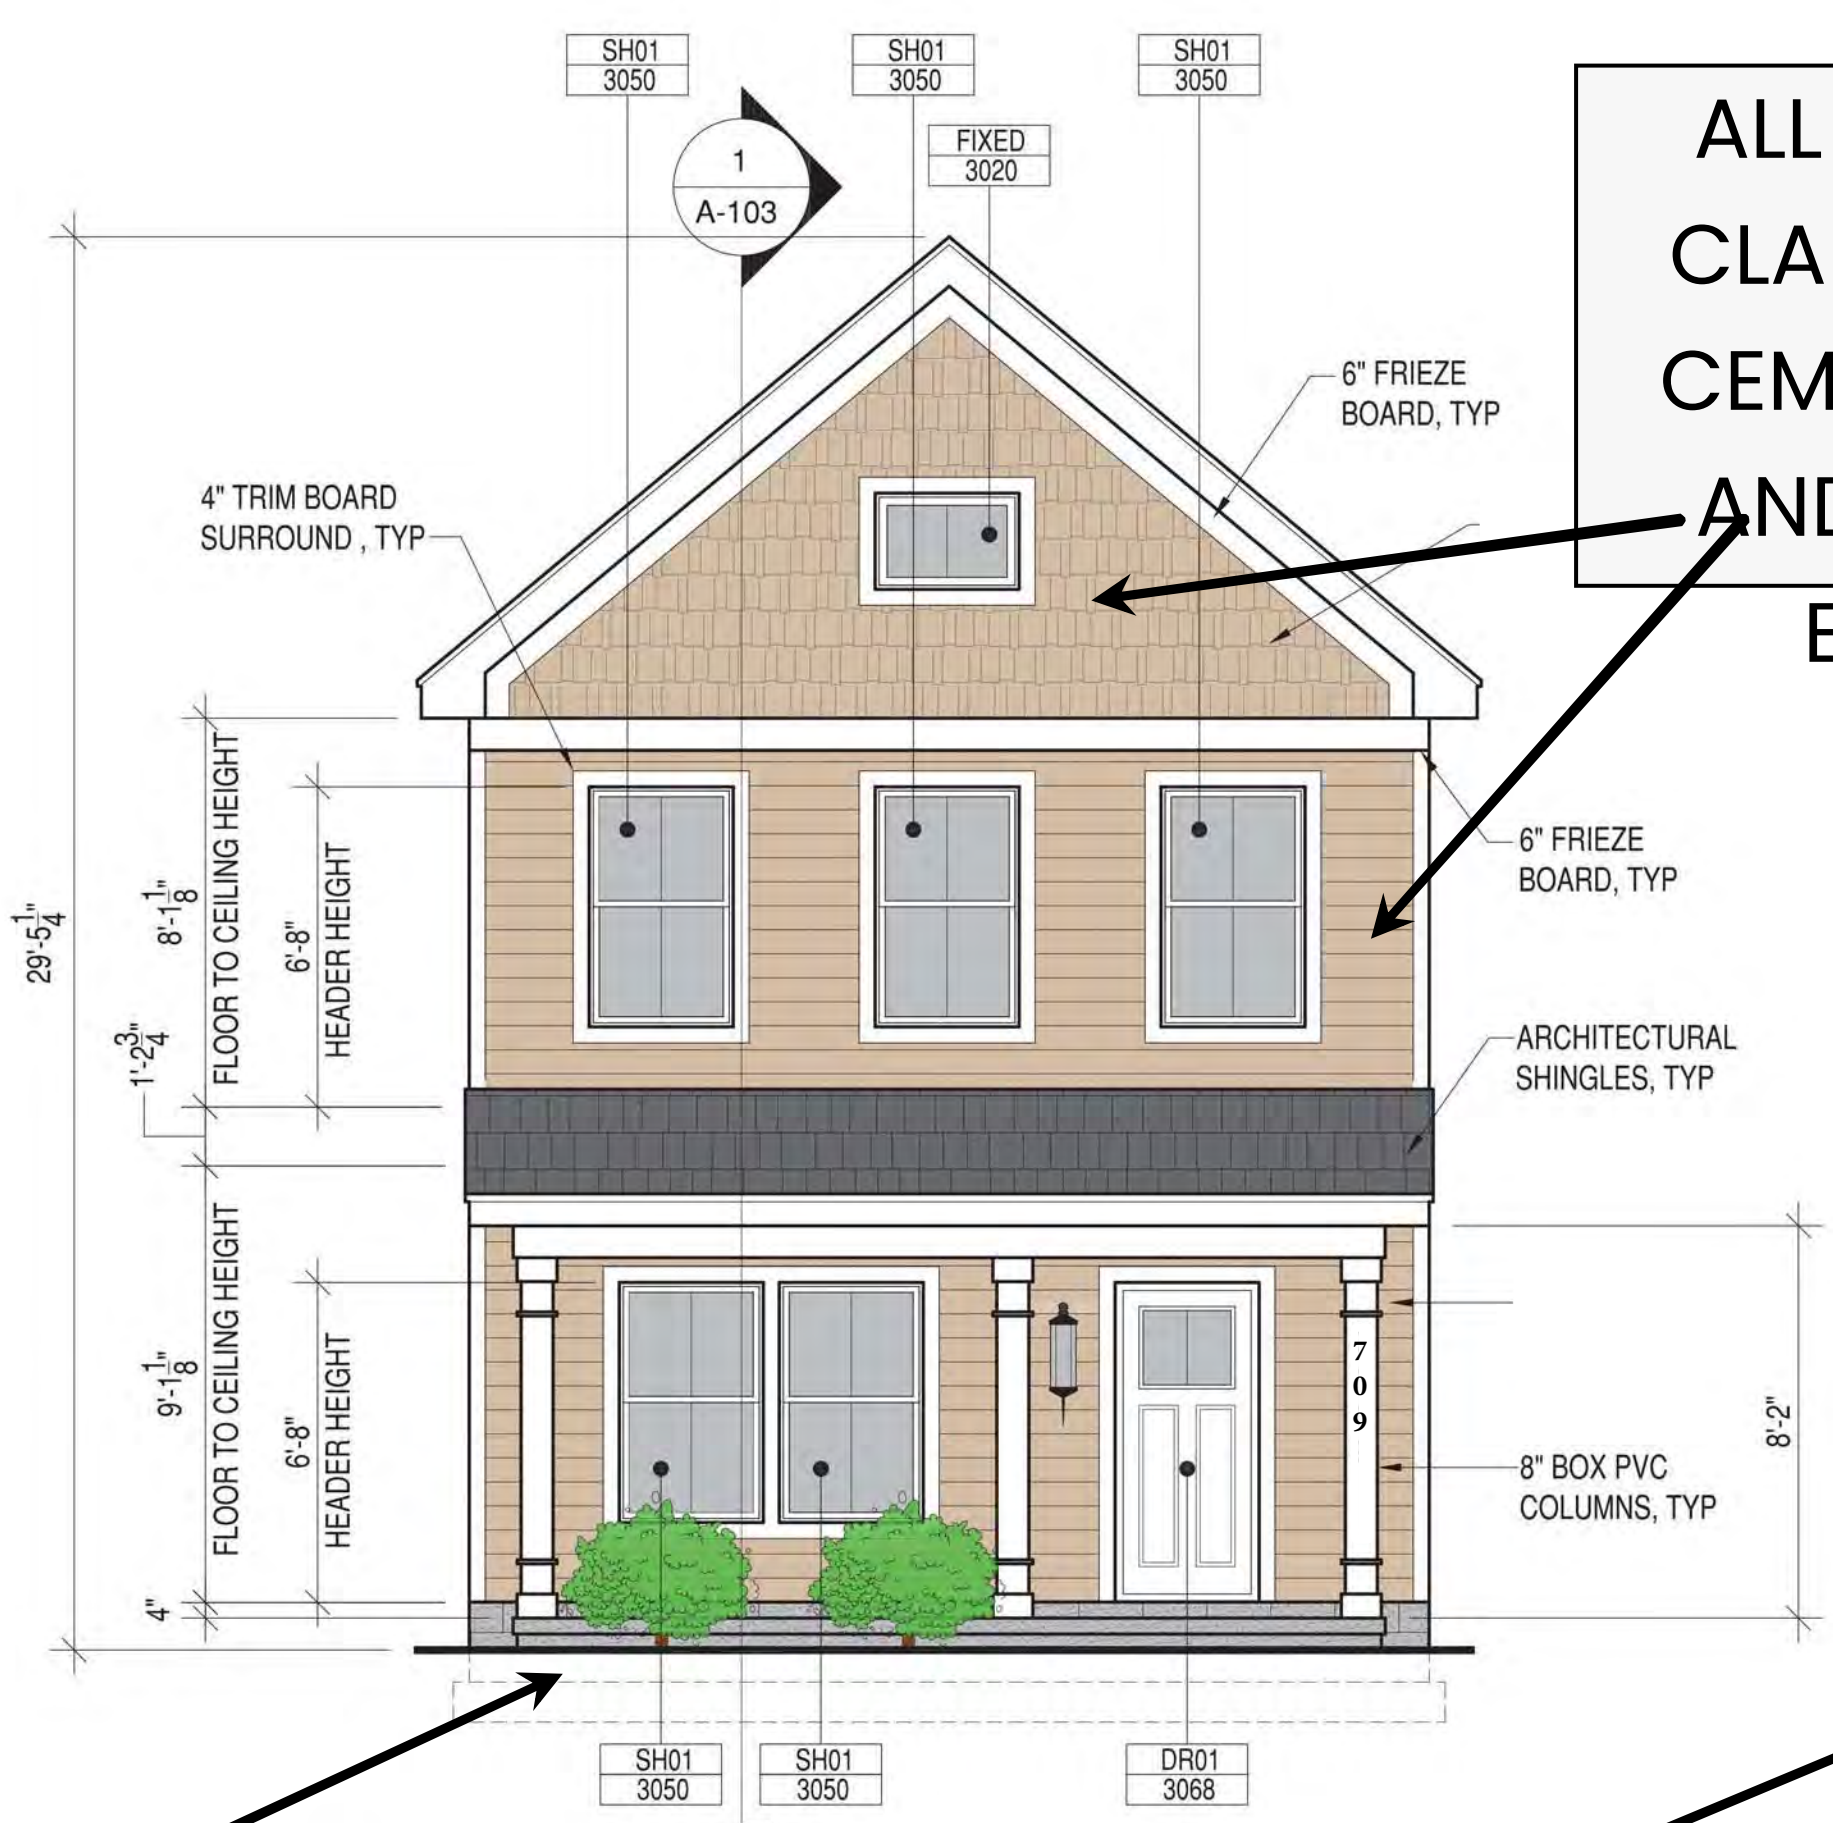 SH01
3050
SH01
3050
SH01
3050
FIXED
3020
1
A-103
ALL
CLA
CEM
AND
E
6" FRIEZE
BOARD, TYP
4" TRIM BOARD
SURROUND , TYP
29'-5 1/4"
8'-1 1/8"
FLOOR TO CEILING HEIGHT
6'-8"
HEADER HEIGHT
6" FRIEZE
BOARD, TYP
1'-2 3/4"
ARCHITECTURAL
SHINGLES, TYP
9'-1 1/8"
FLOOR TO CEILING HEIGHT
6'-8"
HEADER HEIGHT
7
0
9
8'-2"
8" BOX PVC
COLUMNS, TYP
4"
SH01
3050
SH01
3050
DR01
3068